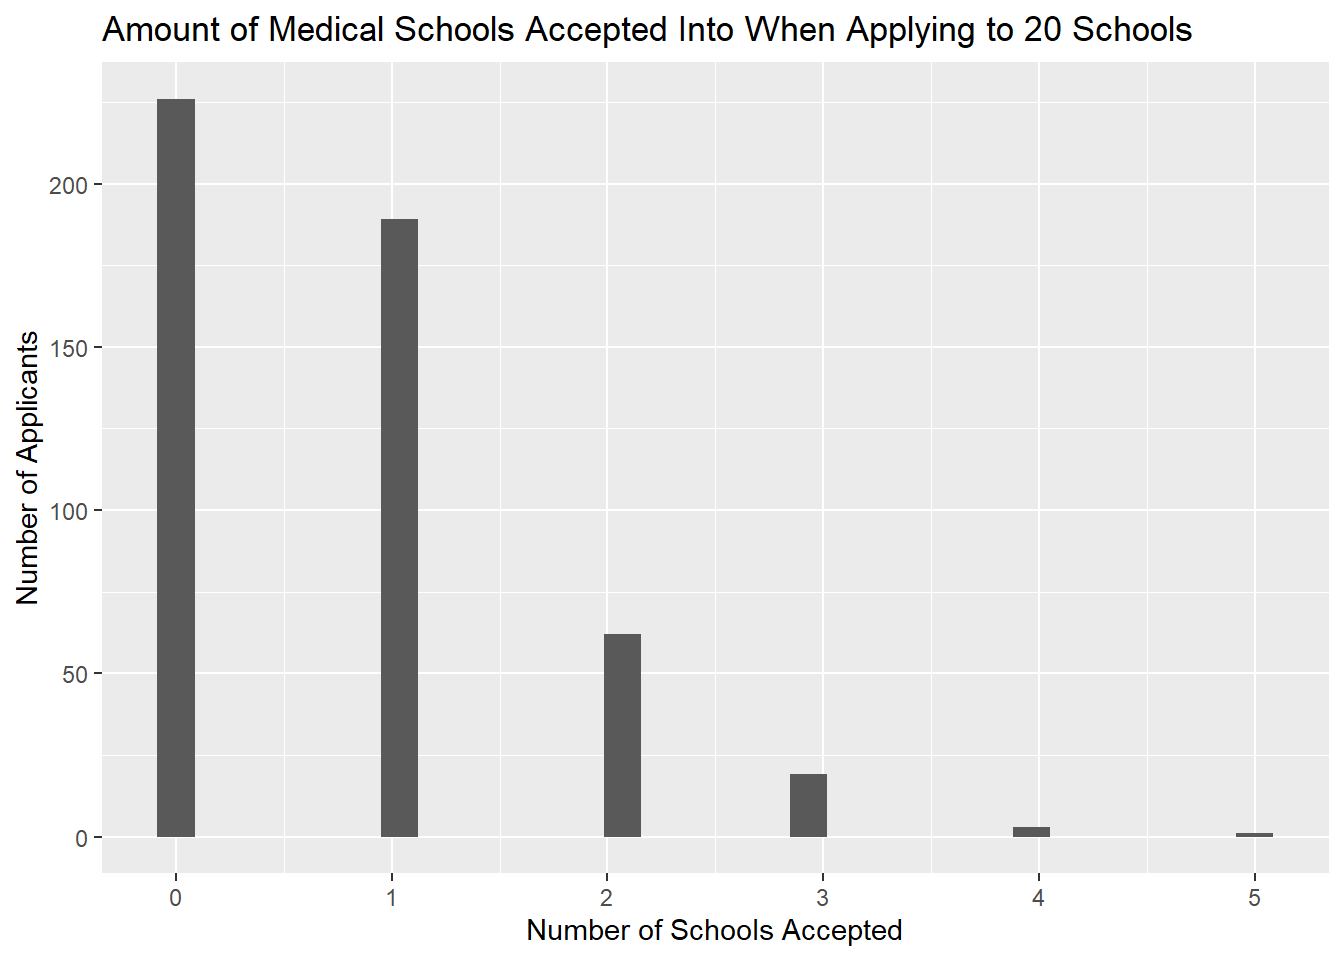 Amount of Medical Schools Accepted Into When Applying to 20 Schools
Number of Applicants
200
150
100
50
0
0 1 2 3 4 5
Number of Schools Accepted